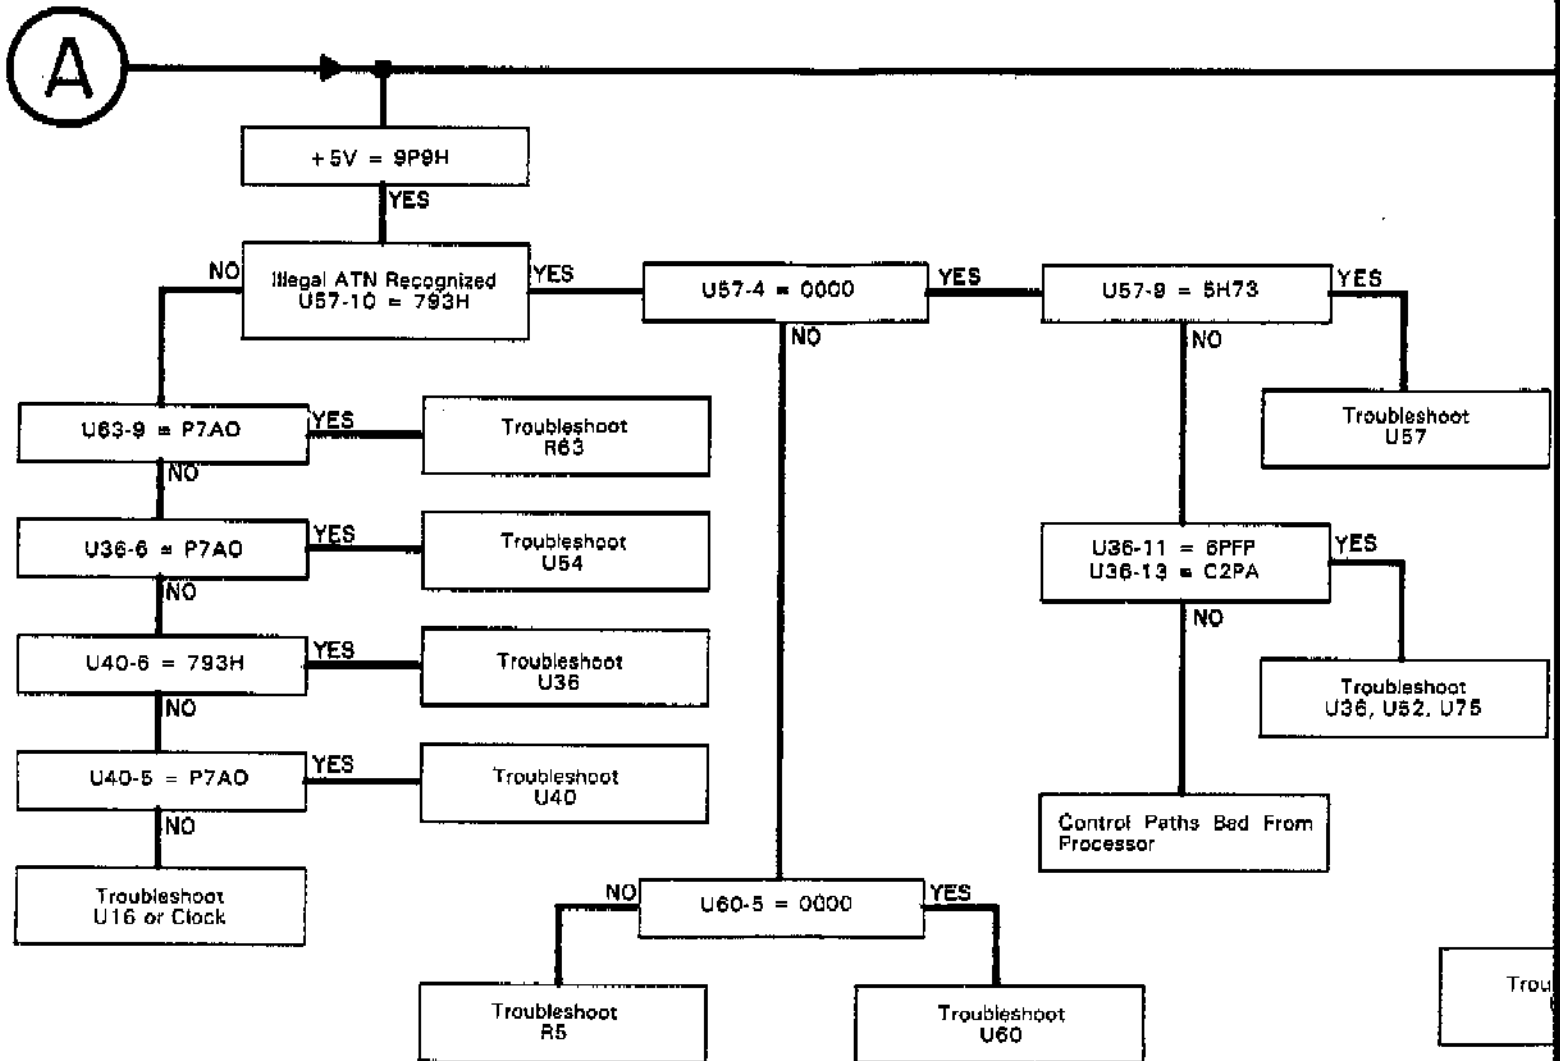 A
+5V = 9P9H
YES
NO
Illegal ATN Recognized
U57-10 = 793H
YES
U57-4 = 0000
YES
U57-9 = 5H73
YES
NO
NO
Troubleshoot
U57
U63-9 = P7A0
YES
Troubleshoot
R63
NO
U36-6 = P7A0
YES
Troubleshoot
U54
NO
U36-11 = 6PFP
U36-13 = C2PA
YES
NO
U40-6 = 793H
YES
Troubleshoot
U36
NO
Troubleshoot
U36, U52, U75
U40-5 = P7A0
YES
Troubleshoot
U40
NO
Control Paths Bad From
Processor
Troubleshoot
U16 or Clock
NO
U60-5 = 0000
YES
Troubleshoot
R5
Troubleshoot
U60
Trou